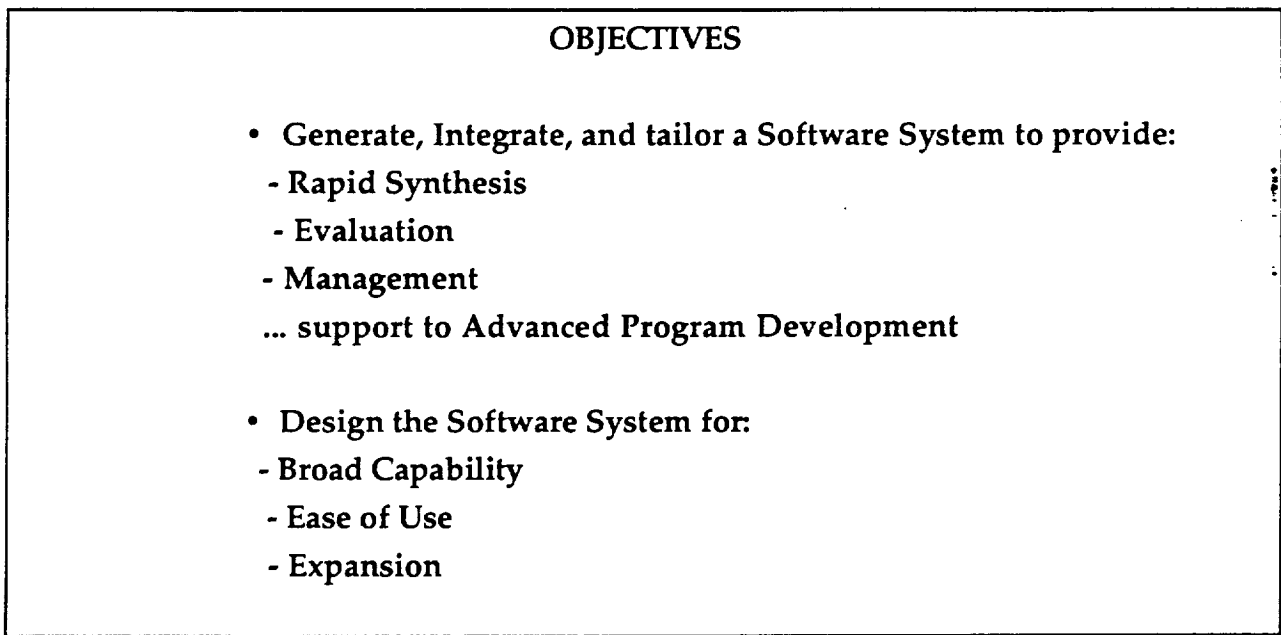 OBJECTIVES
• Generate, Integrate, and tailor a Software System to provide:
- Rapid Synthesis
- Evaluation
- Management
... support to Advanced Program Development
• Design the Software System for:
- Broad Capability
- Ease of Use
- Expansion